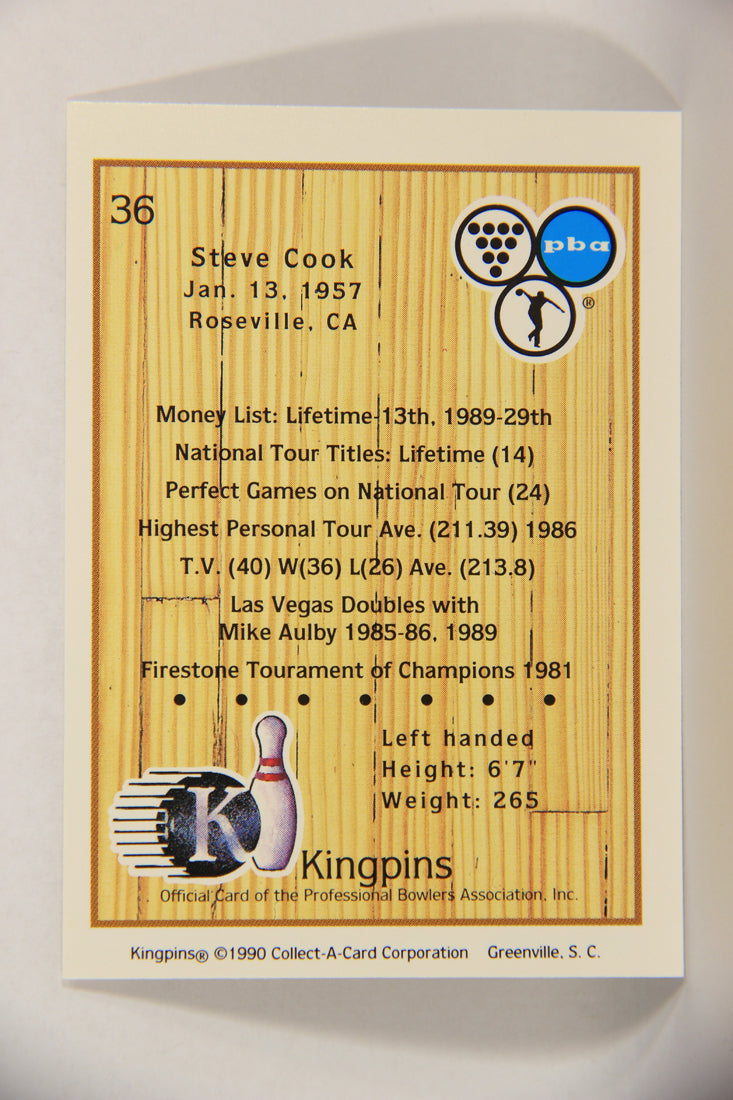 36
pba
®
Steve Cook
Jan. 13, 1957
Roseville, CA
Money List: Lifetime-13th, 1989-29th
National Tour Titles: Lifetime (14)
Perfect Games on National Tour (24)
Highest Personal Tour Ave. (211.39) 1986
T.V. (40) W(36) L(26) Ave. (213.8)
Las Vegas Doubles with
Mike Aulby 1985-86, 1989
Firestone Tourament of Champions 1981
Left handed
Height: 6'7"
Weight: 265
K
Kingpins
Official Card of the Professional Bowlers Association, Inc.
Kingpins® ©1990 Collect-A-Card Corporation Greenville, S. C.